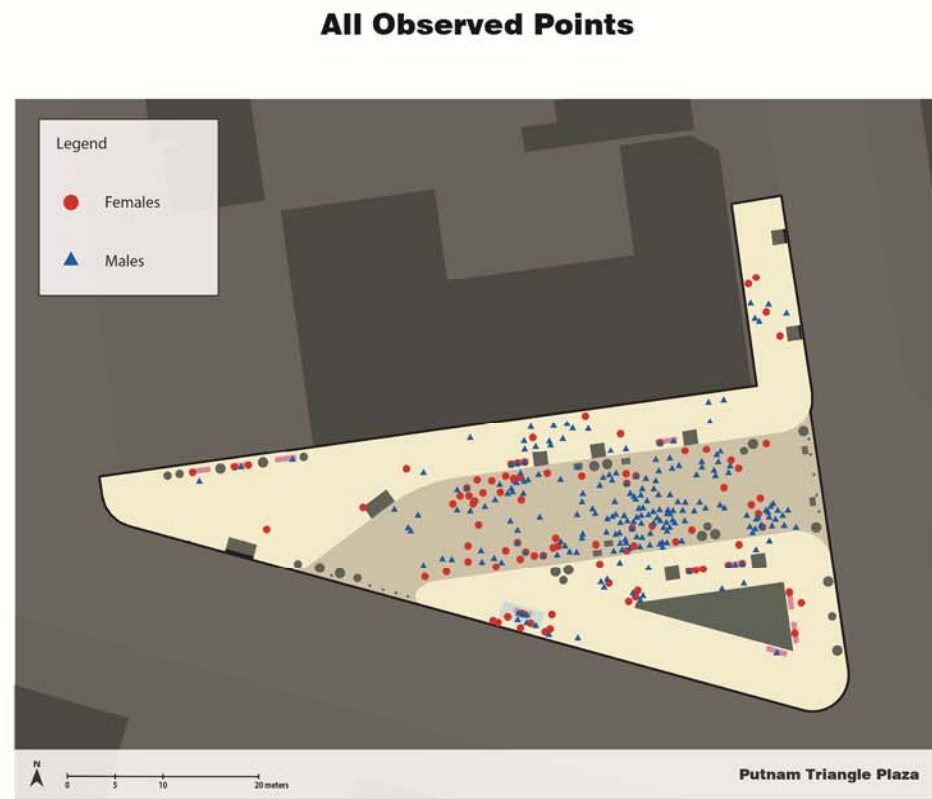 All Observed Points
Legend
Females
Males
N
0 5 10 20 meters
Putnam Triangle Plaza